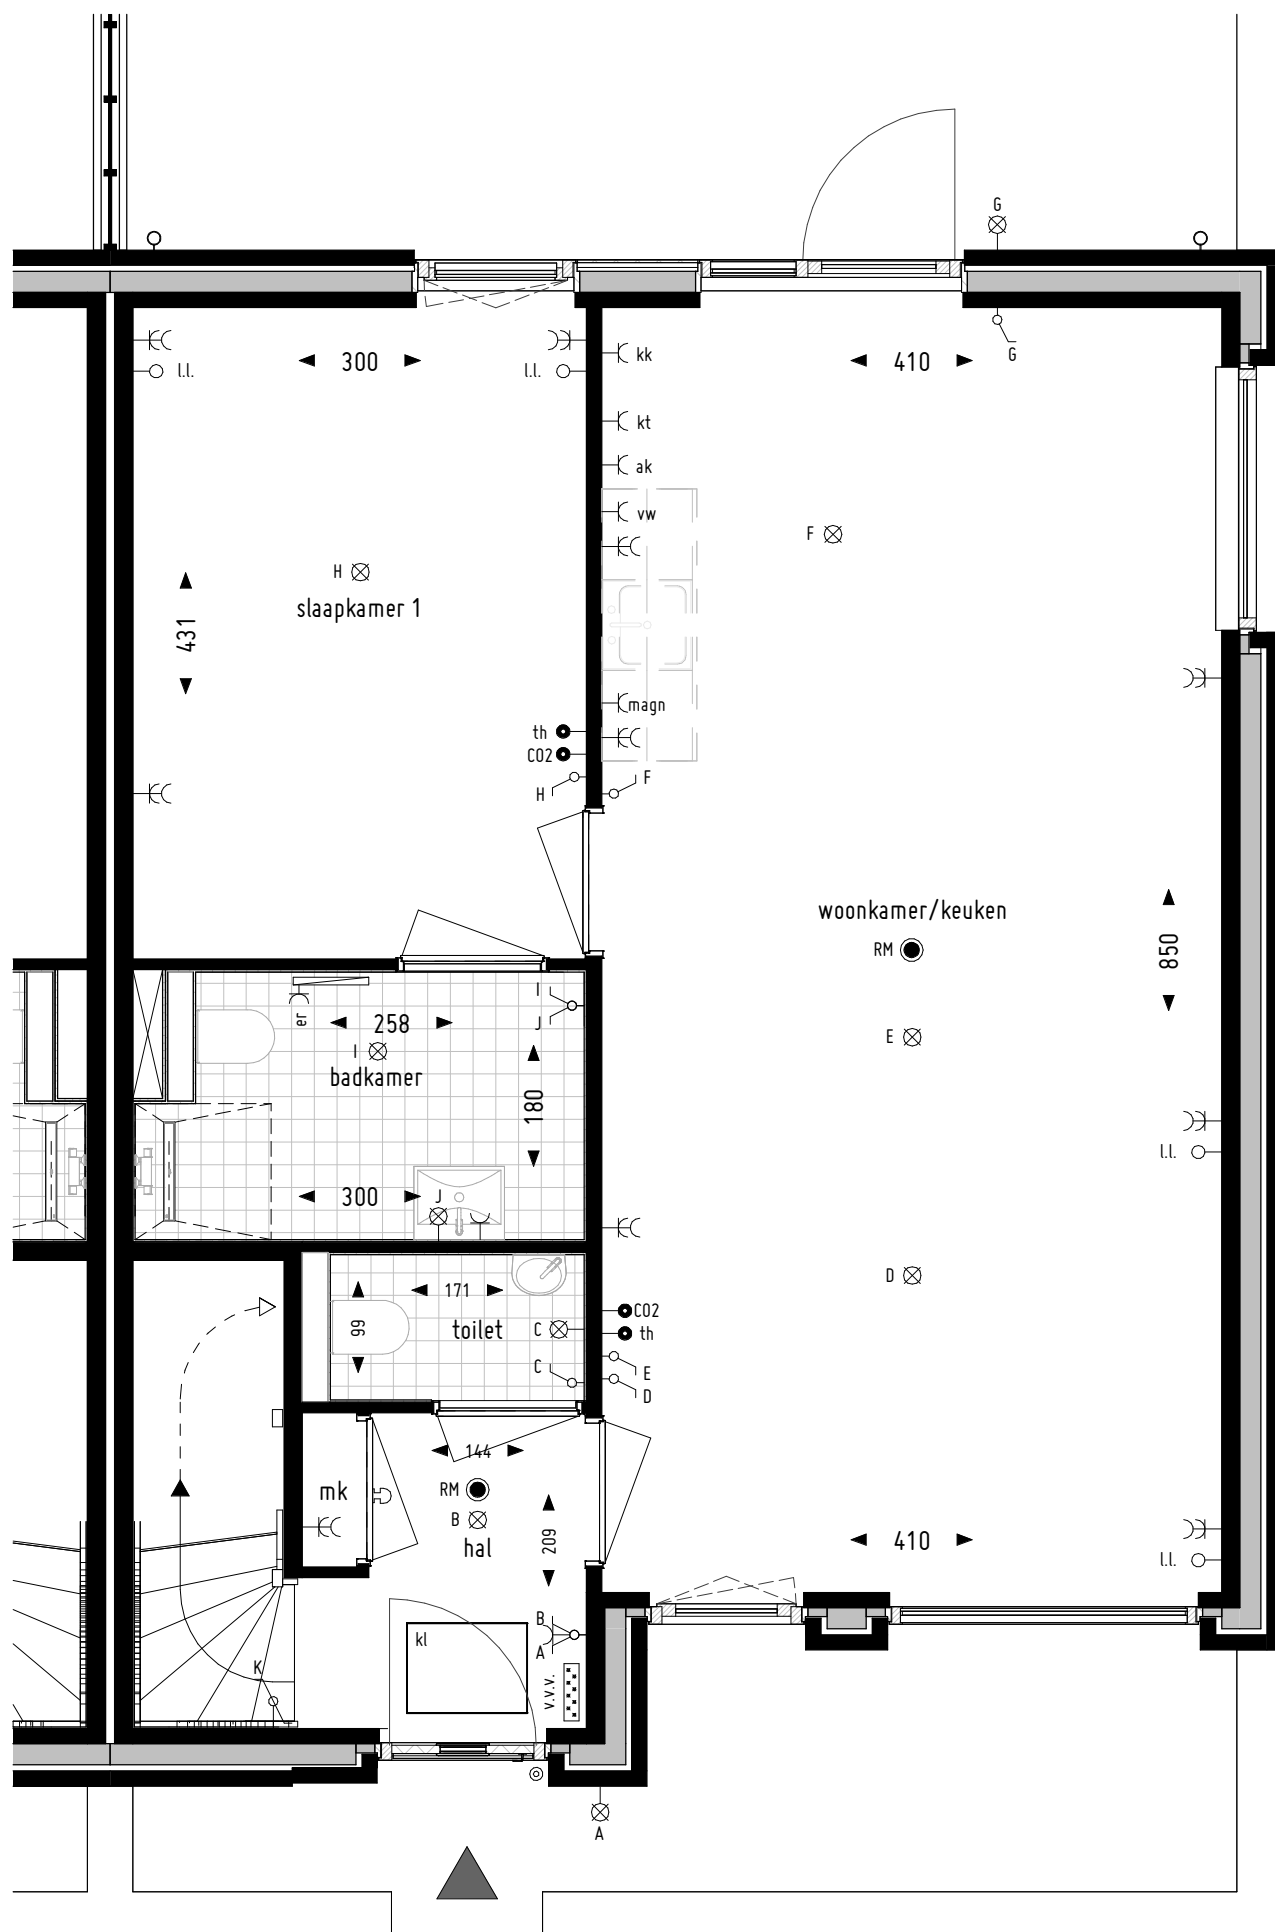 G
l.l.
300
l.l.
kk
410
G
kt
ak
vw
F
H
slaapkamer 1
431
magn
th
CO2
H
F
woonkamer/keuken
RM
850
I
J
er
258
I
badkamer
E
180
l.l.
300
J
D
171
99
toilet
C
CO2
th
C
E
D
144
mk
RM
B
hal
209
410
l.l.
kl
B
A
K
v.v.v.
A